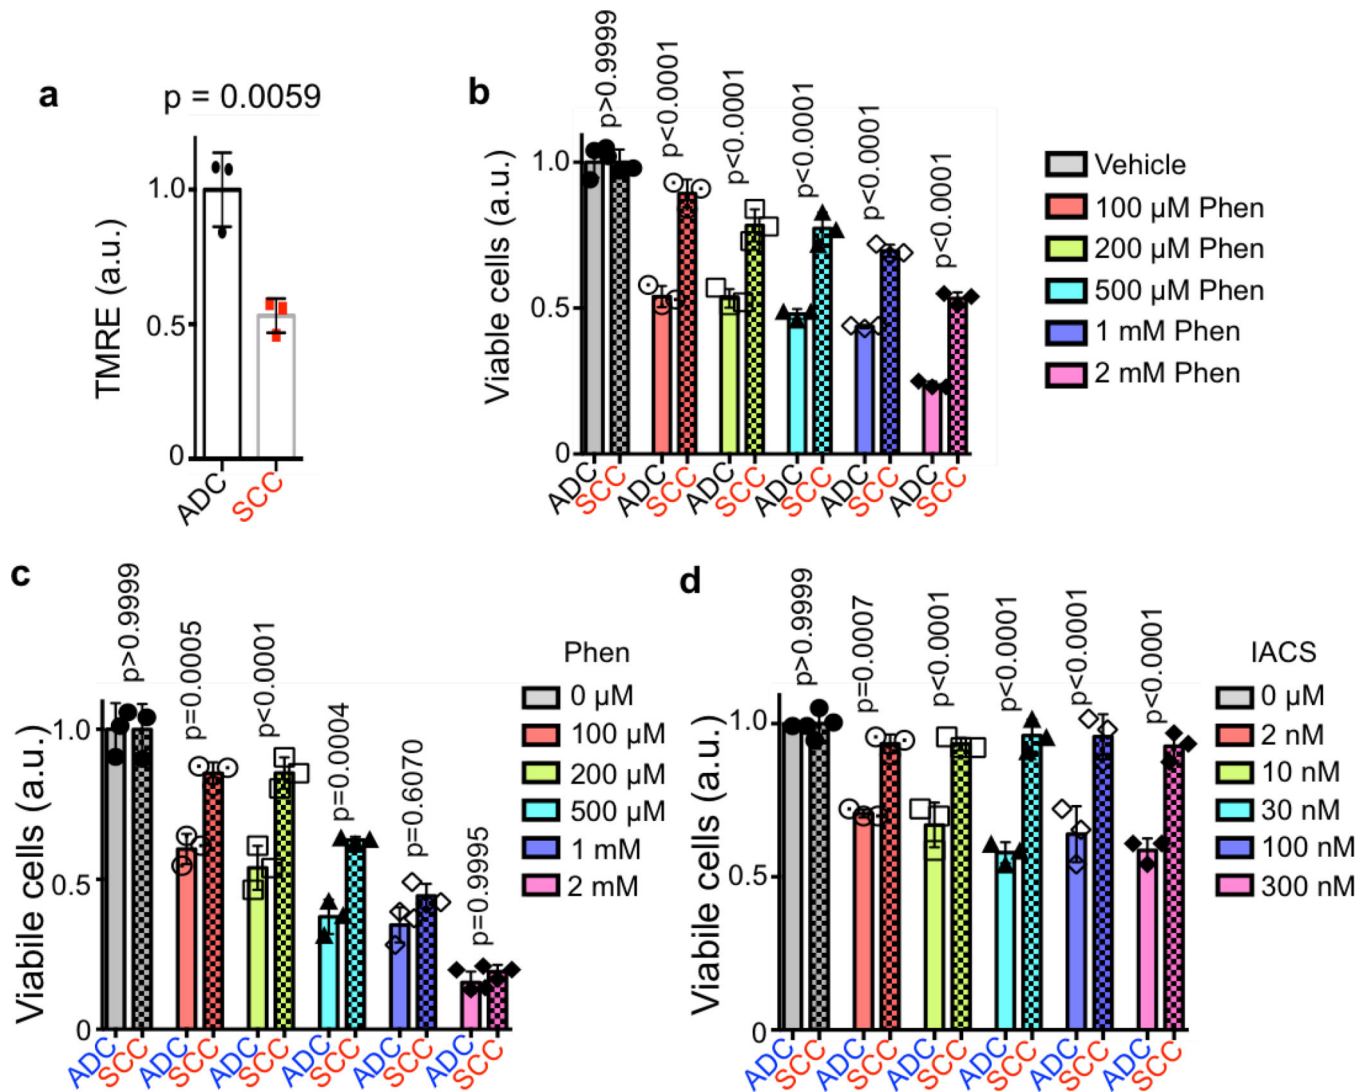 a
p = 0.0059
TMRE (a.u.)
1.0
0.5
0
ADC
SCC
b
p>0.9999
p<0.0001
p<0.0001
p<0.0001
p<0.0001
p<0.0001
Viable cells (a.u.)
1.0
0.5
0
ADC
SCC
ADC
SCC
ADC
SCC
ADC
SCC
ADC
SCC
ADC
SCC
Vehicle
100 µM Phen
200 µM Phen
500 µM Phen
1 mM Phen
2 mM Phen
c
p>0.9999
p=0.0005
p<0.0001
p=0.0004
p=0.6070
p=0.9995
Viabile cells (a.u.)
1.0
0.5
0
ADC
SCC
ADC
SCC
ADC
SCC
ADC
SCC
ADC
SCC
ADC
SCC
Phen
0 µM
100 µM
200 µM
500 µM
1 mM
2 mM
d
p>0.9999
p=0.0007
p<0.0001
p<0.0001
p<0.0001
p<0.0001
Viabile cells (a.u.)
1.0
0.5
0
ADC
SCC
ADC
SCC
ADC
SCC
ADC
SCC
ADC
SCC
ADC
SCC
IACS
0 µM
2 nM
10 nM
30 nM
100 nM
300 nM